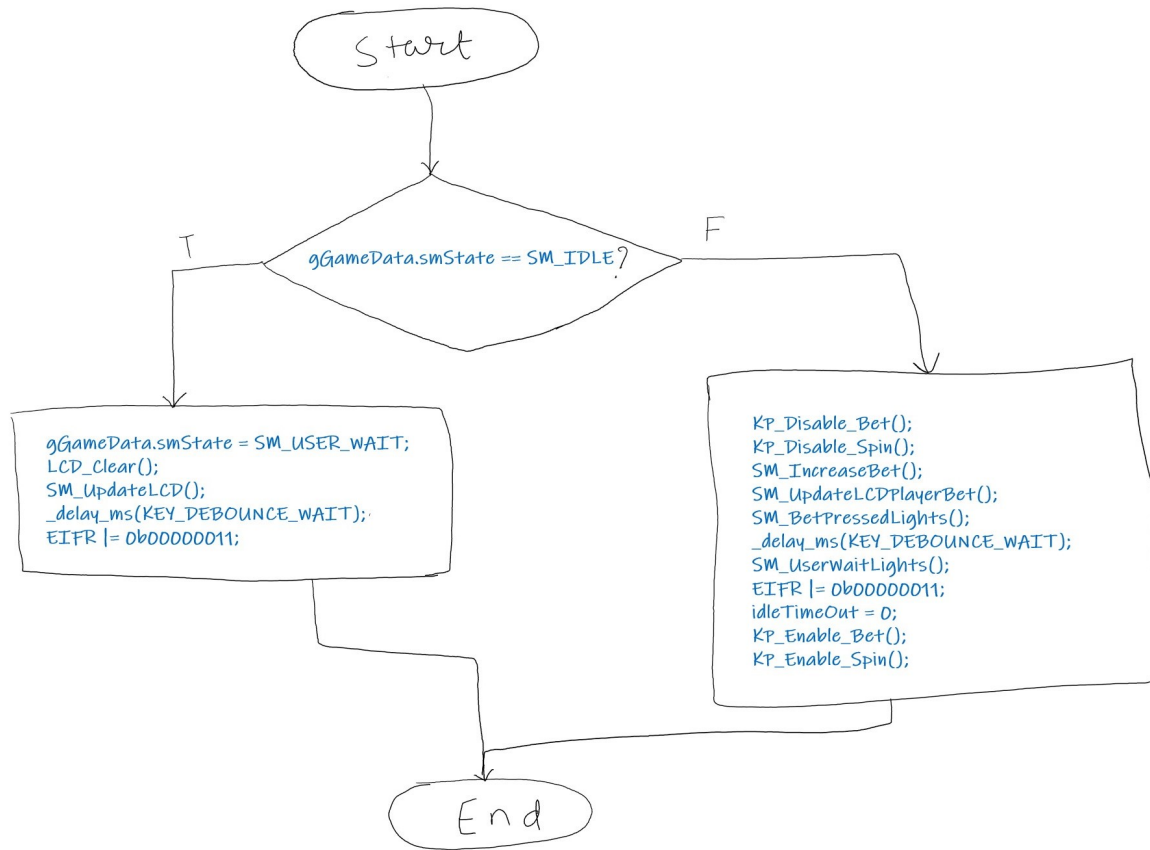 Start
T
F
gGameData.smState == SM_IDLE?
gGameData.smState = SM_USER_WAIT;
LCD_Clear();
SM_UpdateLCD();
_delay_ms(KEY_DEBOUNCE_WAIT);
EIFR |= 0b00000011;
KP_Disable_Bet();
KP_Disable_Spin();
SM_IncreaseBet();
SM_UpdateLCDPlayerBet();
SM_BetPressedLights();
_delay_ms(KEY_DEBOUNCE_WAIT);
SM_UserWaitLights();
EIFR |= 0b00000011;
idleTimeOut = 0;
KP_Enable_Bet();
KP_Enable_Spin();
End